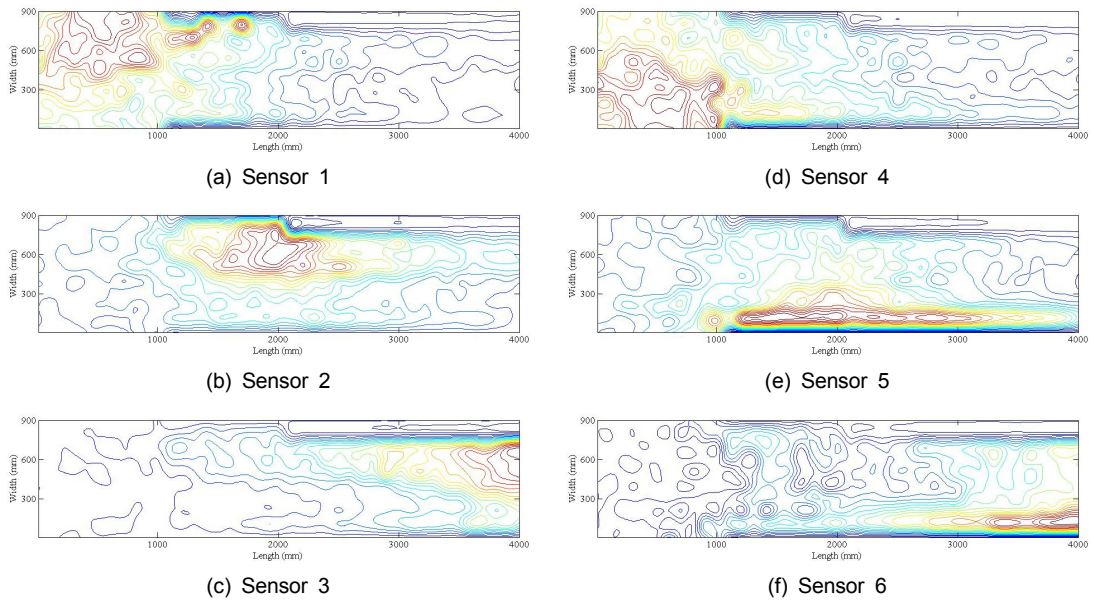 900
600
300
Width (mm)
1000
2000
3000
4000
Length (mm)
(a) Sensor 1
900
600
300
Width (mm)
1000
2000
3000
4000
Length (mm)
(d) Sensor 4
900
600
300
Width (mm)
1000
2000
3000
4000
Length (mm)
(b) Sensor 2
900
600
300
Width (mm)
1000
2000
3000
4000
Length (mm)
(e) Sensor 5
900
600
300
Width (mm)
1000
2000
3000
4000
Length (mm)
(c) Sensor 3
900
600
300
Width (mm)
1000
2000
3000
4000
Length (mm)
(f) Sensor 6